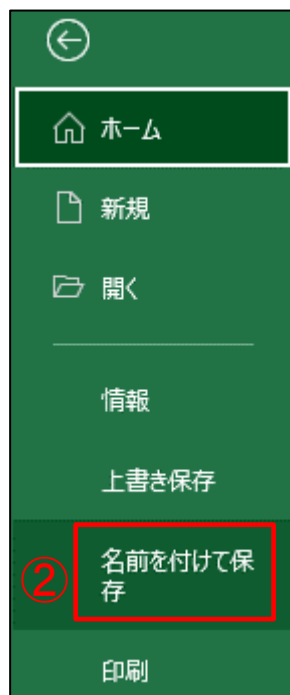 ホーム
新規
開く
情報
上書き保存
② 名前を付けて保
存
印刷